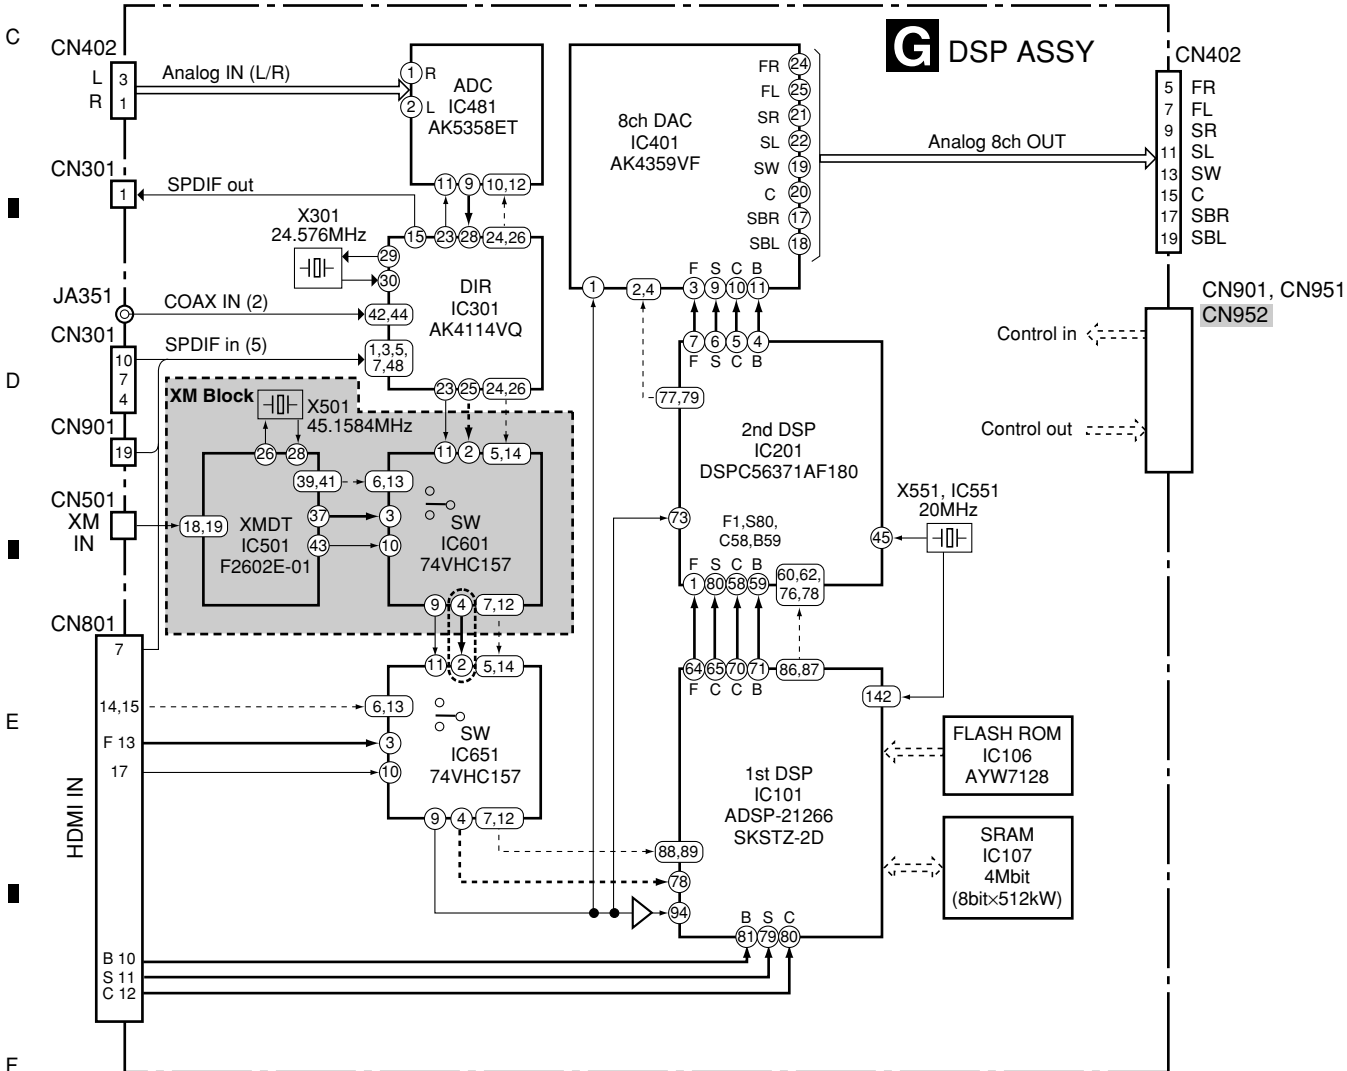 C
G DSP ASSY
CN402
L 3
R 1
Analog IN (L/R)
1 R
2 L
ADC
IC481
AK5358ET
11 9 10,12
CN301
1
SPDIF out
X301
24.576MHz
15 23 28 24,26
29
30
DIR
IC301
AK4114VQ
JA351
COAX IN (2)
42,44
CN301
10
7
4
SPDIF in (5)
1,3,5,
7,48
23 25 24,26
D
CN901
19
XM Block
X501
45.1584MHz
26 28
11 2 5,14
39,41
6,13
CN501
XM
IN
18,19
37
3
43
10
XMDT
IC501
F2602E-01
SW
IC601
74VHC157
9 4 7,12
CN801
7
14,15
F 13
17
HDMI IN
B 10
S 11
C 12
11 2 5,14
6,13
3
10
SW
IC651
74VHC157
9 4 7,12
E
8ch DAC
IC401
AK4359VF
FR 24
FL 25
SR 21
SL 22
SW 19
C 20
SBR 17
SBL 18
Analog 8ch OUT
CN402
5 FR
7 FL
9 SR
11 SL
13 SW
15 C
17 SBR
19 SBL
F S C B
1 2,4 3 9 10 11
7 6 5 4
F S C B
77,79
2nd DSP
IC201
DSPC56371AF180
73
F1,S80,
C58,B59
45
X551, IC551
20MHz
F S C B
1 80 58 59
60,62,
76,78
64 65 70 71 86,87
F C C B
142
1st DSP
IC101
ADSP-21266
SKSTZ-2D
88,89
78
94
B S C
81 79 80
CN901, CN951
CN952
Control in
Control out
FLASH ROM
IC106
AYW7128
SRAM
IC107
4Mbit
(8bit×512kW)